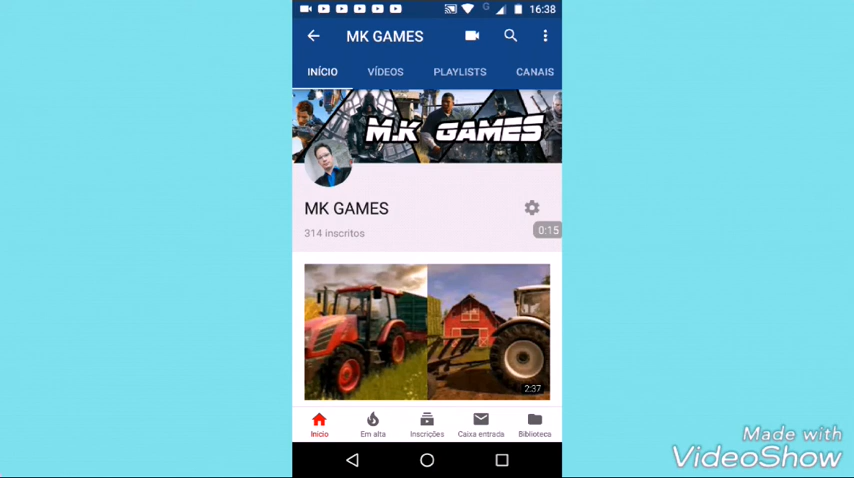 G 16:38
MK GAMES
INÍCIO VÍDEOS PLAYLISTS CANAIS
M.K GAMES
MK GAMES
314 inscritos
0:15
2:37
Início Em alta Inscrições Caixa entrada Biblioteca
Made with
VideoShow